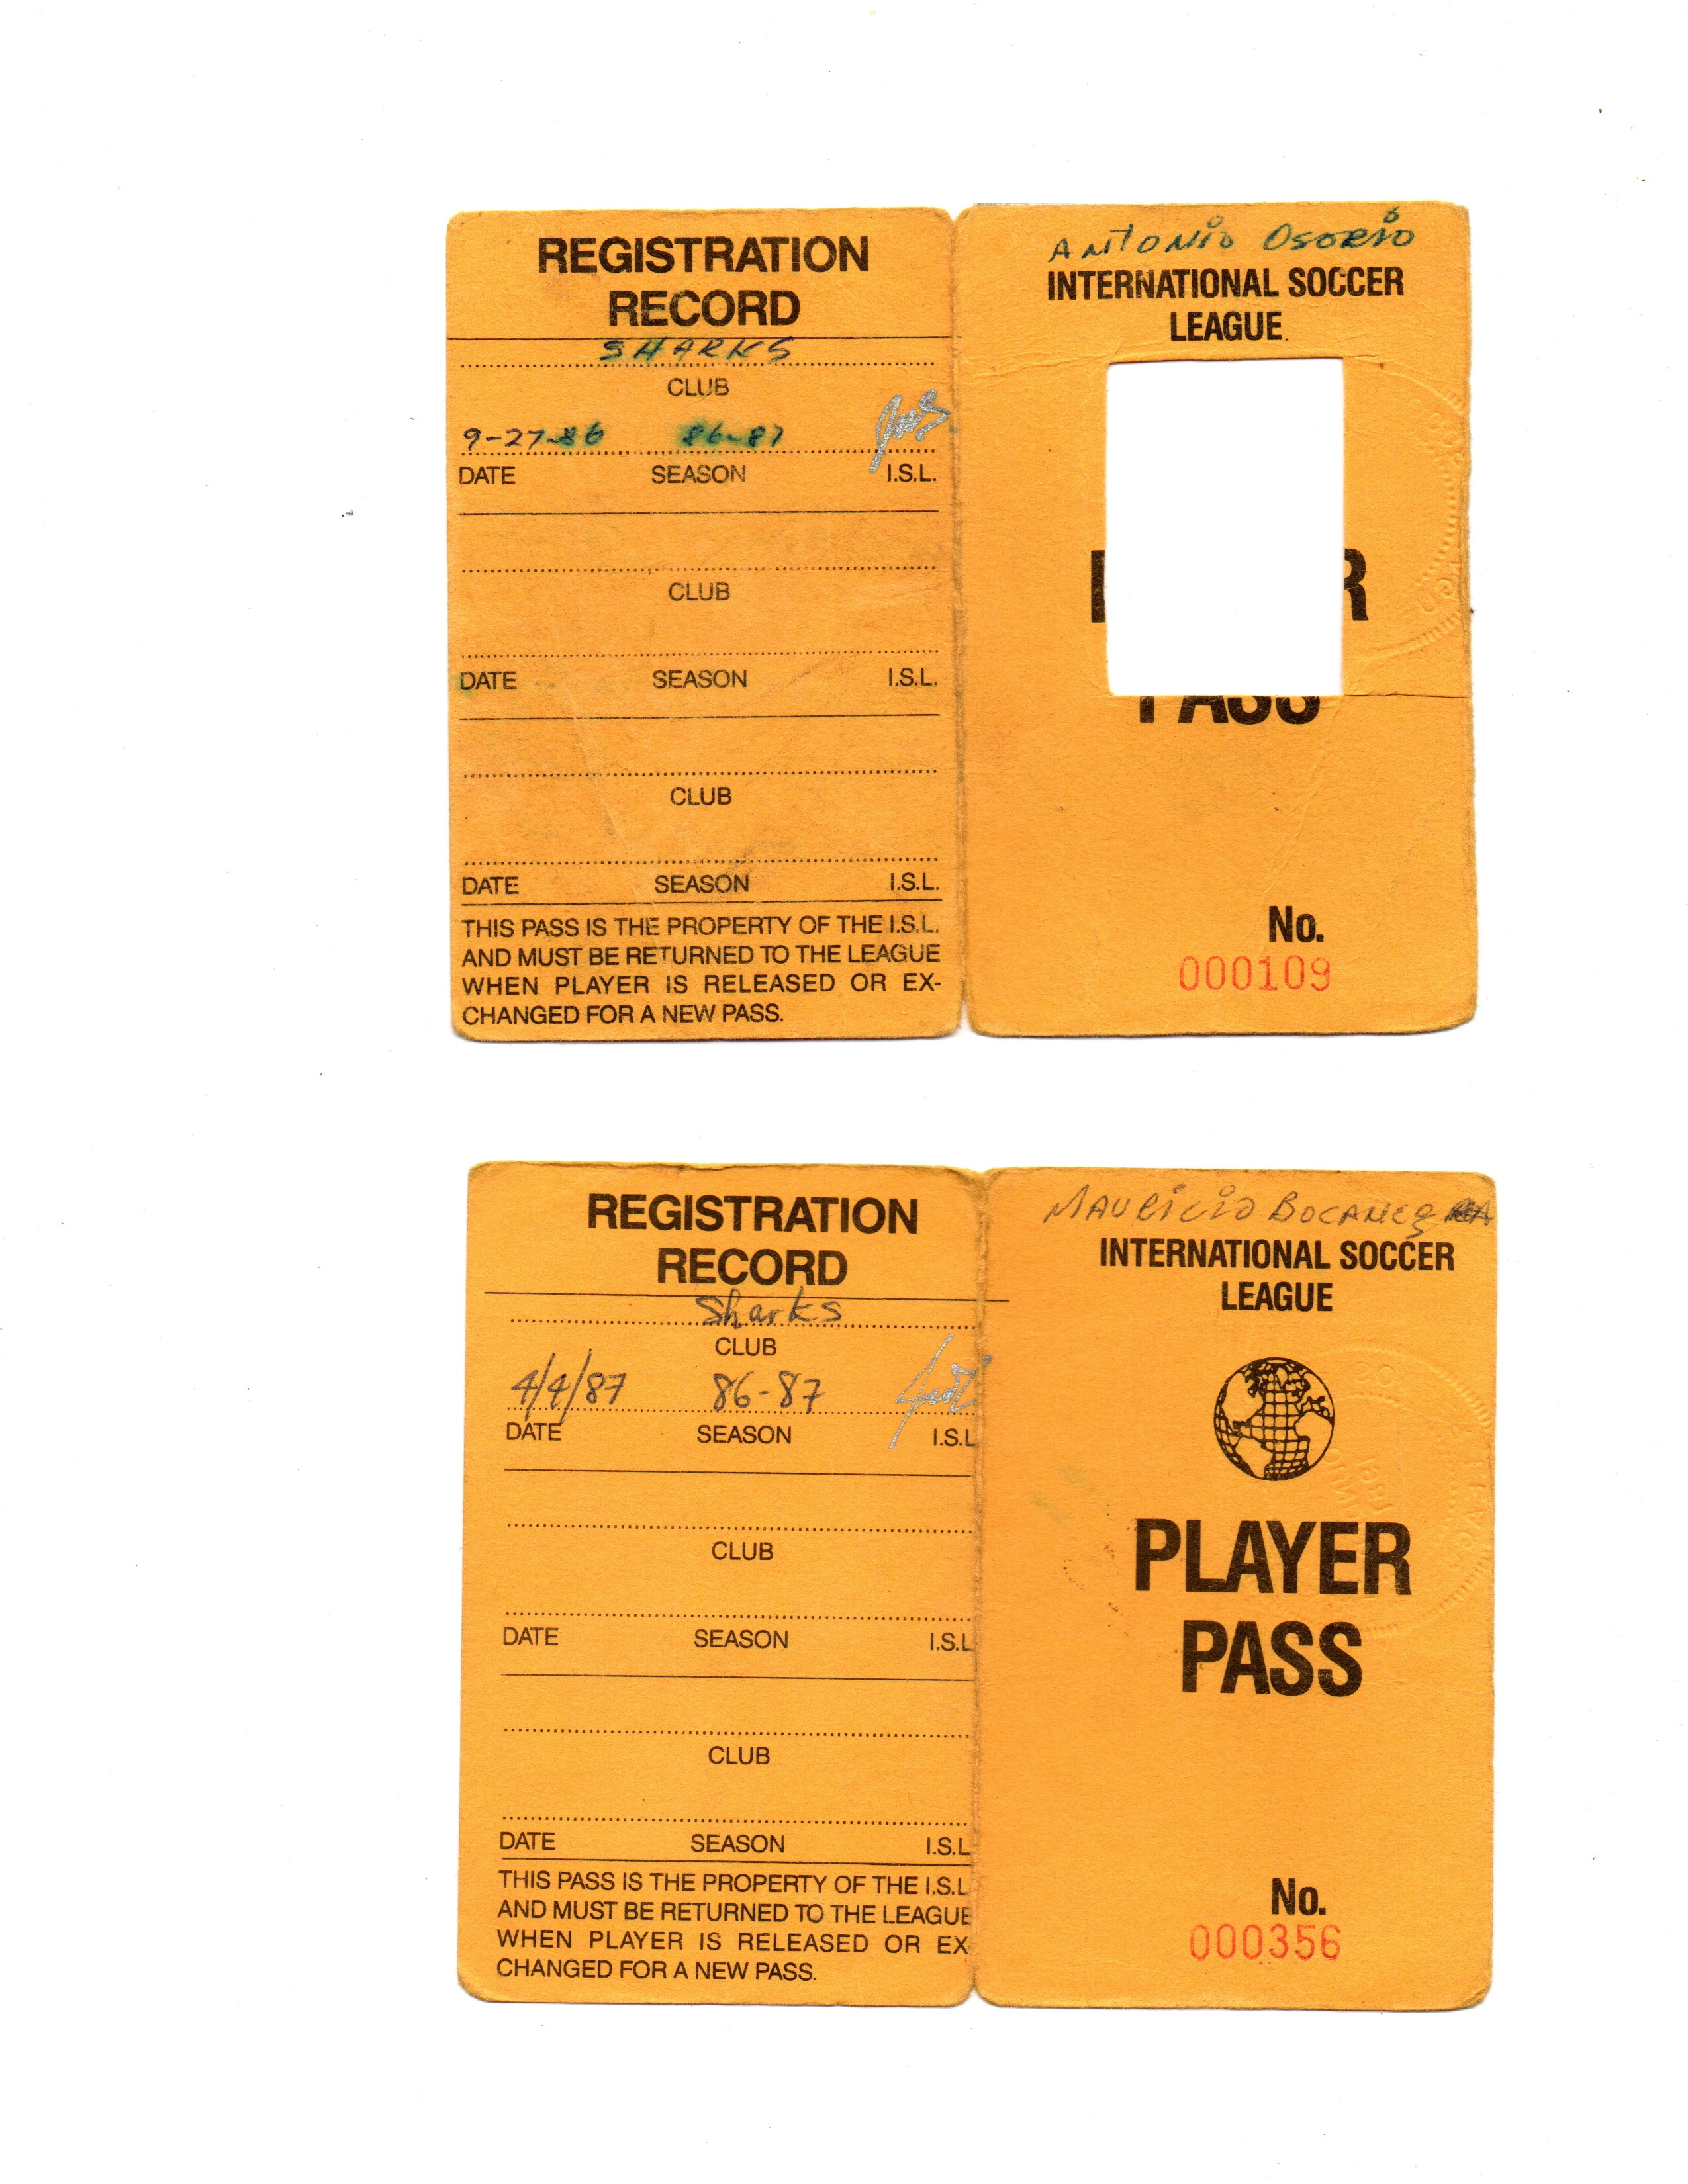 REGISTRATION
RECORD
SHARKS
CLUB
9-27-86 86-87
DATE SEASON I.S.L.
CLUB
DATE SEASON I.S.L.
CLUB
DATE SEASON I.S.L.
THIS PASS IS THE PROPERTY OF THE I.S.L.
AND MUST BE RETURNED TO THE LEAGUE
WHEN PLAYER IS RELEASED OR EX-
CHANGED FOR A NEW PASS.
ANTONIO OSORIO
INTERNATIONAL SOCCER
LEAGUE
PASS
No.
000109
REGISTRATION
RECORD
Sharks
CLUB
4/4/87 86-87
DATE SEASON I.S.L
CLUB
DATE SEASON I.S.L
CLUB
DATE SEASON I.S.L
THIS PASS IS THE PROPERTY OF THE I.S.L
AND MUST BE RETURNED TO THE LEAGUE
WHEN PLAYER IS RELEASED OR EX
CHANGED FOR A NEW PASS.
MAURICIO BOCANEGRA
INTERNATIONAL SOCCER
LEAGUE
PLAYER
PASS
No.
000356